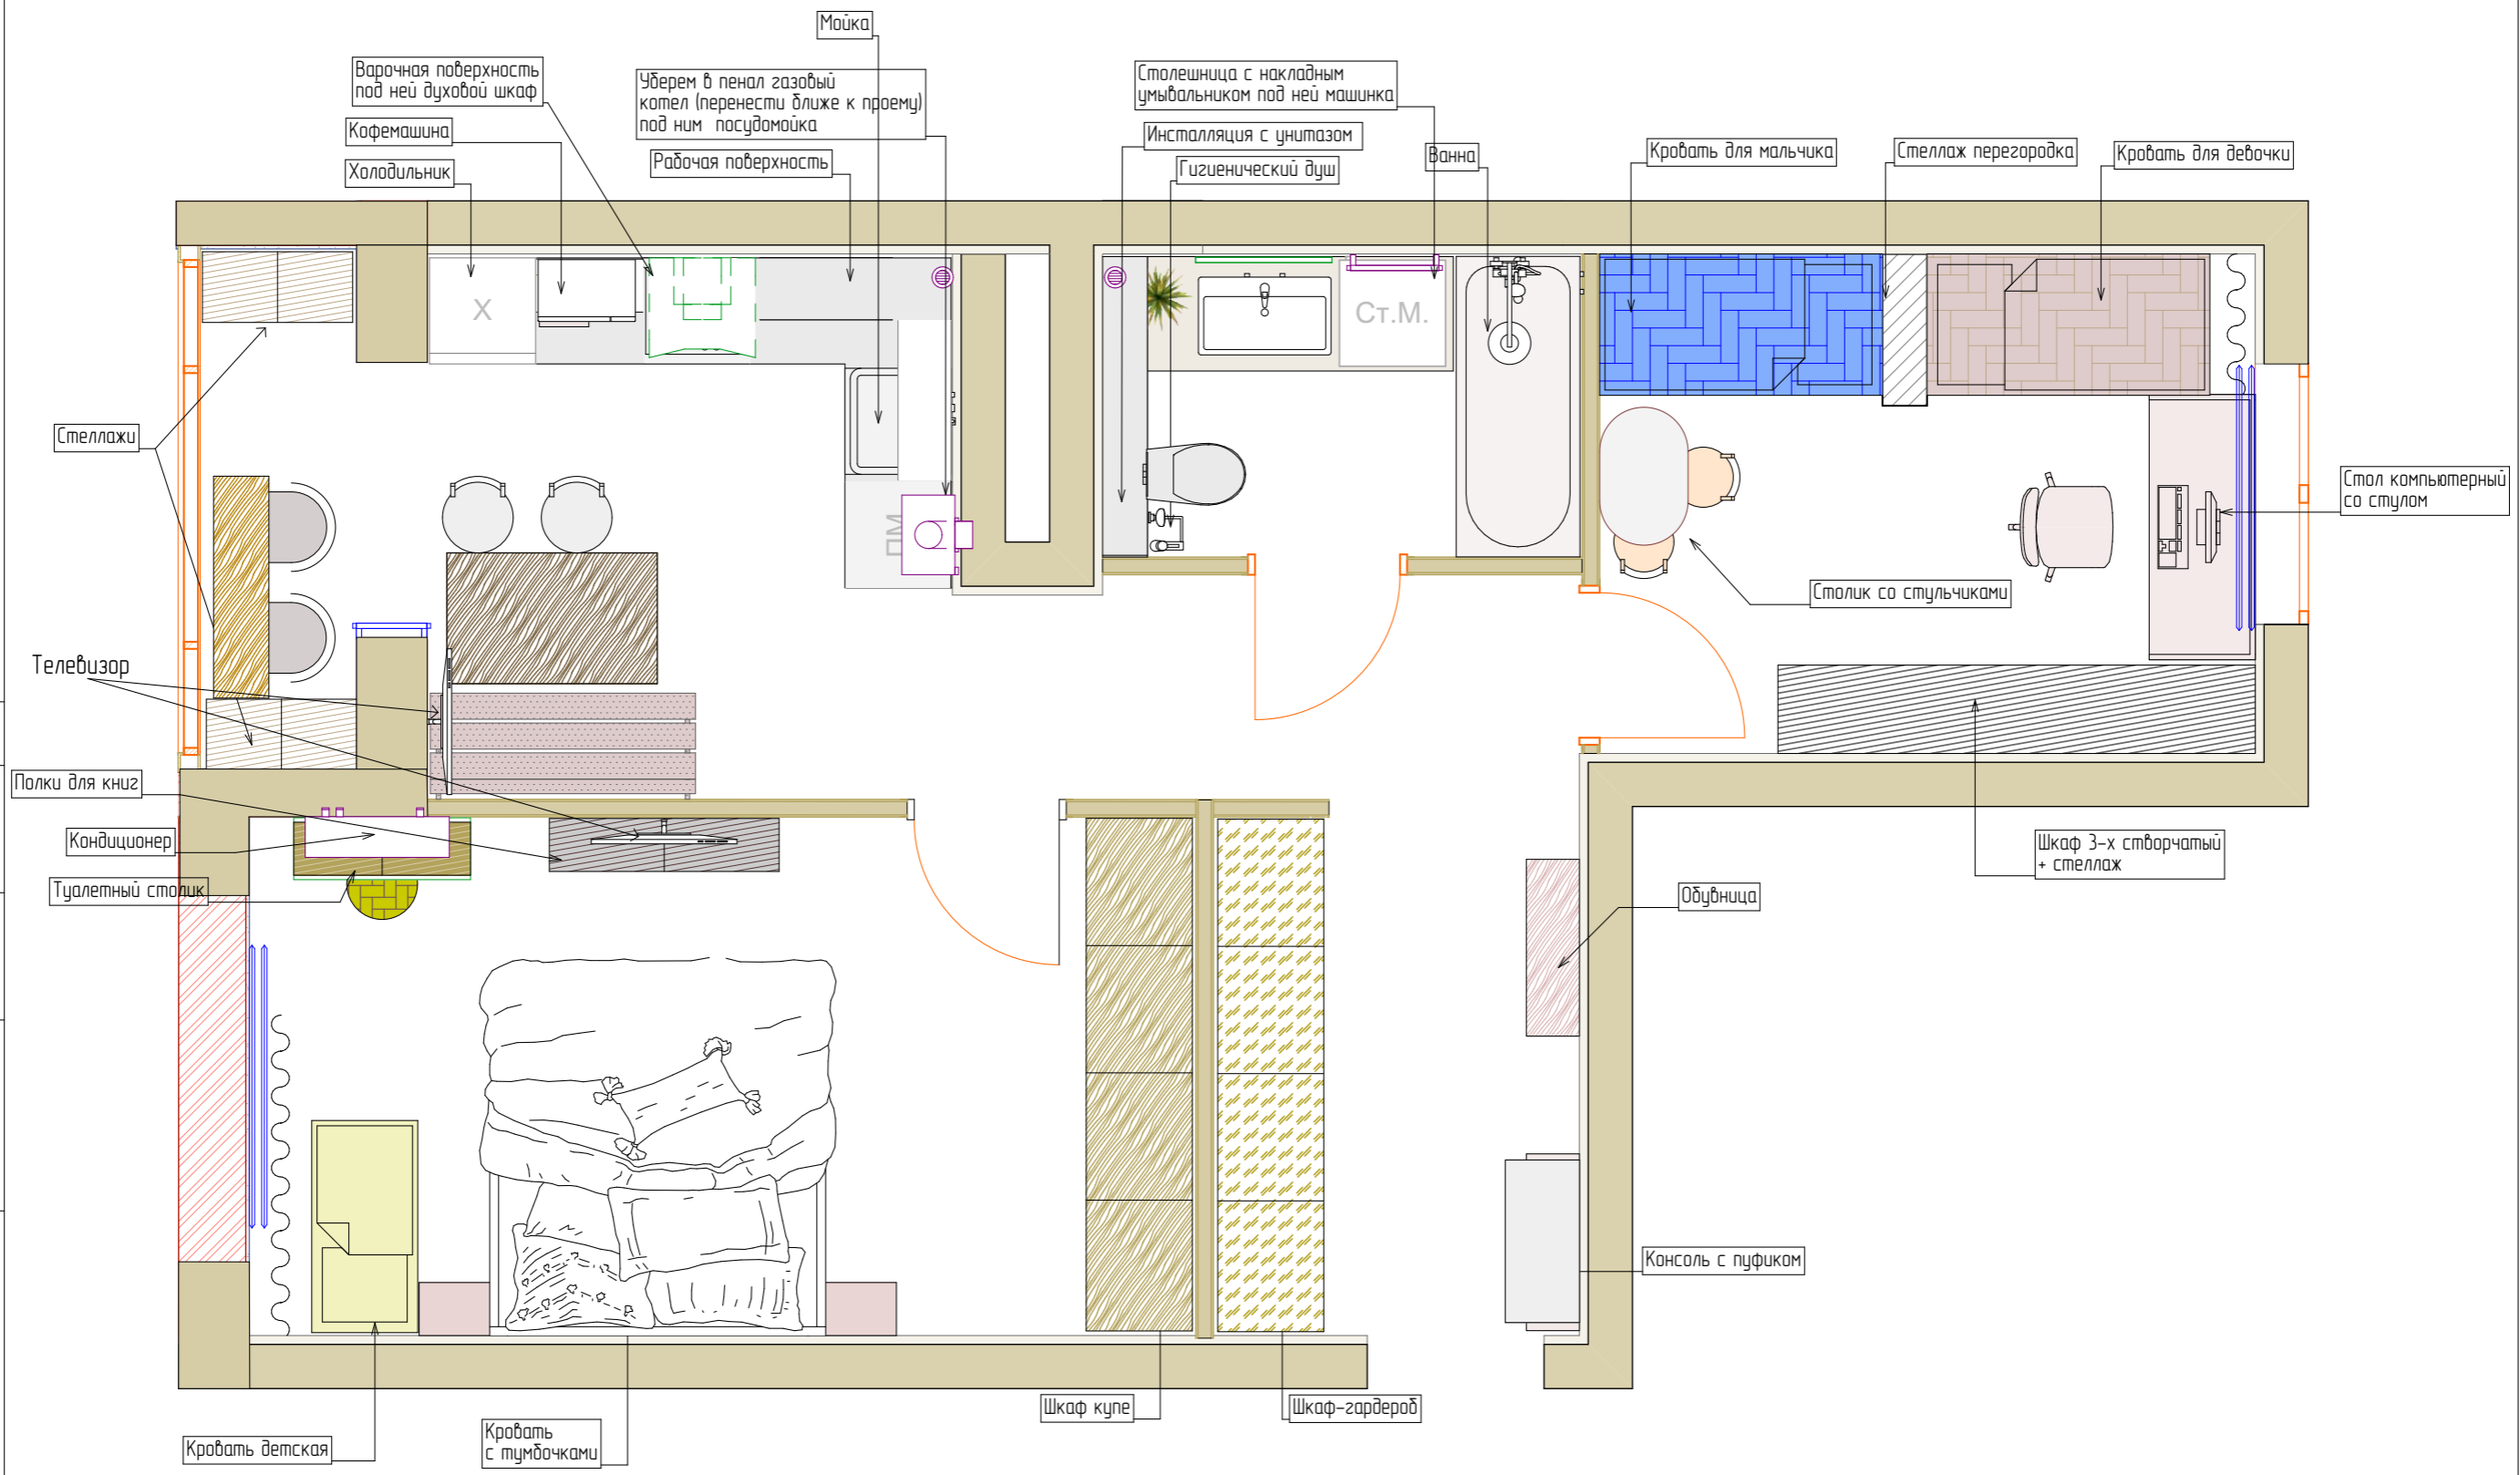 Мойка
Варочная поверхность
под ней духовой шкаф
Уберем в пенал газовый
котел (перенести ближе к проему)
под ним посудомойка
Столешница с накладным
умывальником под ней машинка
Кофемашина
Инсталляция с унитазом
Рабочая поверхность
Холодильник
Гигиенический душ
Ванна
Кровать для мальчика
Стеллаж перегородка
Кровать для девочки
X
Ст.М.
Стеллажи
Стол компьютерный
со стулом
ПМ
Столик со стульчиками
Телевизор
Полки для книг
Кондиционер
Туалетный столик
Шкаф 3-х створчатый
+ стеллаж
Обувница
Консоль с пуфиком
Шкаф купе
Шкаф-гардероб
Кровать
с тумбочками
Кровать детская